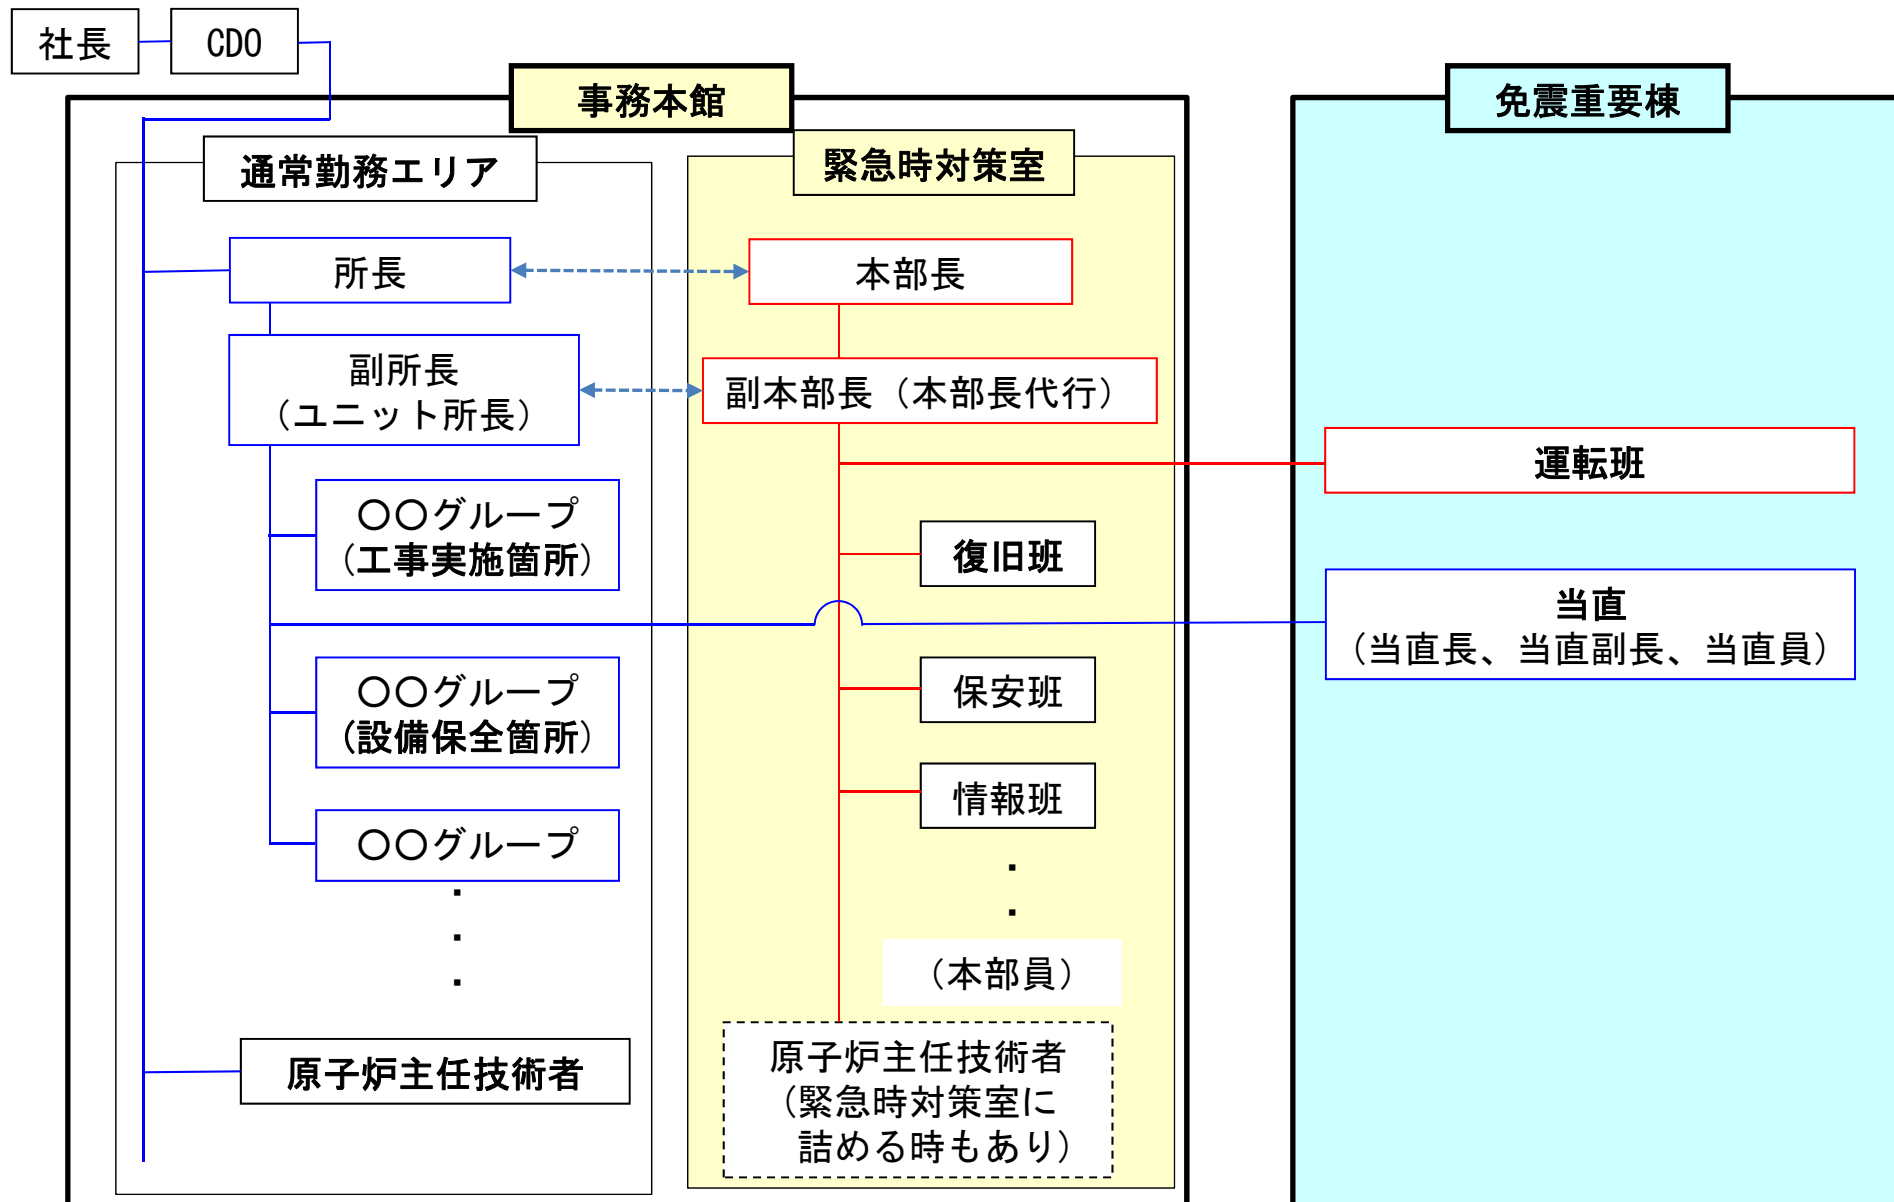 社長
CDO
事務本館
免震重要棟
通常勤務エリア
緊急時対策室
所長
本部長
副所長
（ユニット所長）
副本部長（本部長代行）
運転班
〇〇グループ
（工事実施箇所）
復旧班
当直
（当直長、当直副長、当直員）
〇〇グループ
（設備保全箇所）
保安班
情報班
〇〇グループ
・
・
・
・
・
（本部員）
原子炉主任技術者
原子炉主任技術者
（緊急時対策室に
詰める時もあり）